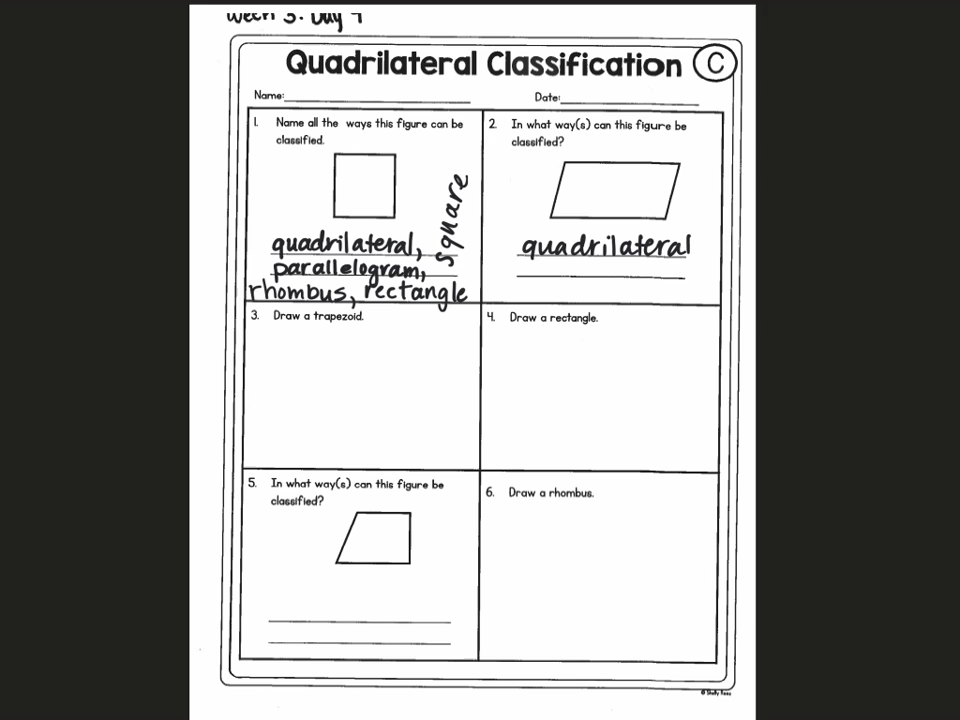 Week 3: Day 4
Quadrilateral Classification
C
Name:
Date:
1. Name all the ways this figure can be
classified.
quadrilateral,
parallelogram,
rhombus, rectangle
square
2. In what way(s) can this figure be
classified?
quadrilateral
3. Draw a trapezoid.
4. Draw a rectangle.
5. In what way(s) can this figure be
classified?
6. Draw a rhombus.